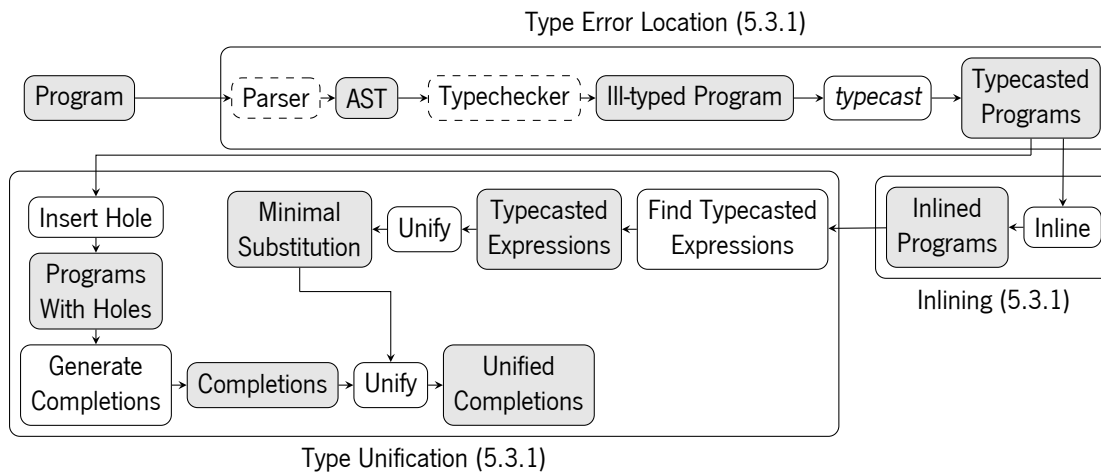 Type Error Location (5.3.1)
Program
Parser
AST
Typechecker
Ill-typed Program
typecast
Typecasted
Programs
Insert Hole
Minimal
Substitution
Unify
Typecasted
Expressions
Find Typecasted
Expressions
Inlined
Programs
Inline
Programs
With Holes
Inlining (5.3.1)
Generate
Completions
Completions
Unify
Unified
Completions
Type Unification (5.3.1)